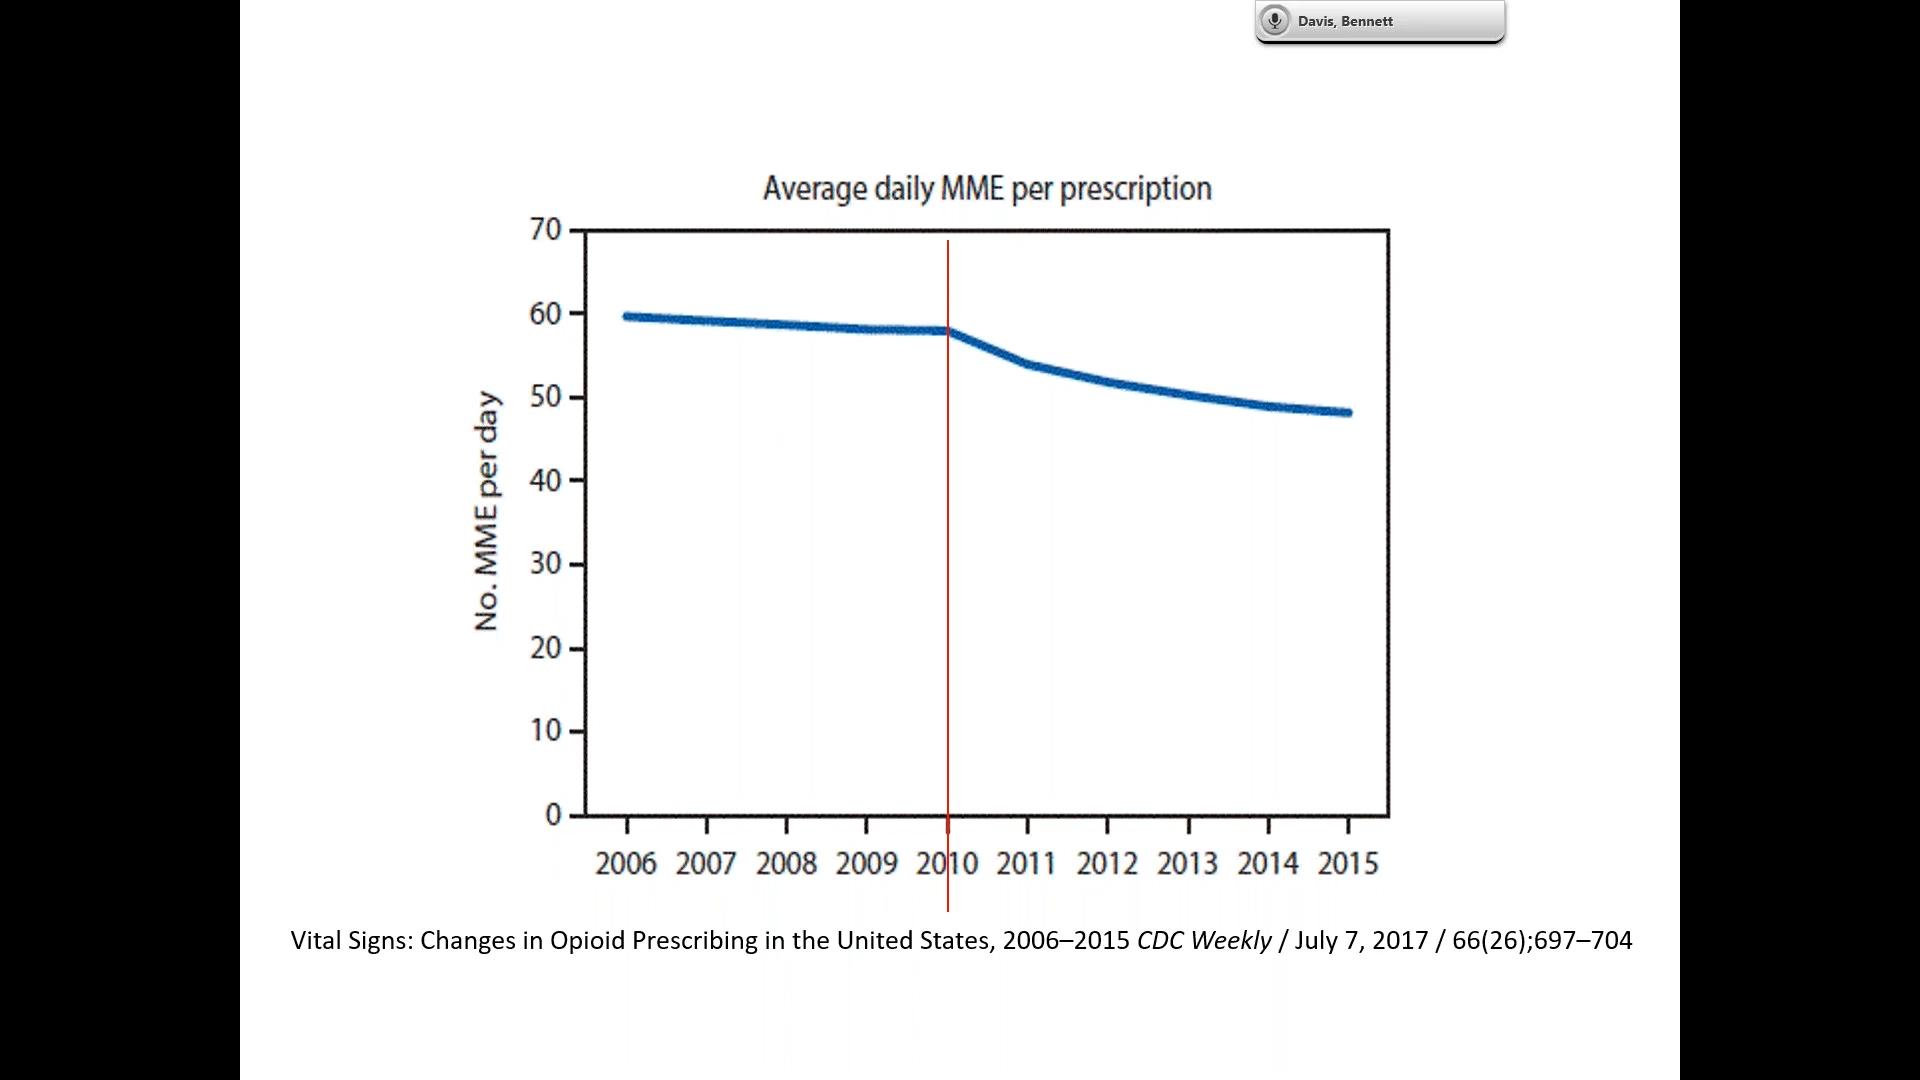 Davis, Bennett
Average daily MME per prescription
No. MME per day
70
60
50
40
30
20
10
0
2006 2007 2008 2009 2010 2011 2012 2013 2014 2015
Vital Signs: Changes in Opioid Prescribing in the United States, 2006–2015 CDC Weekly / July 7, 2017 / 66(26);697–704